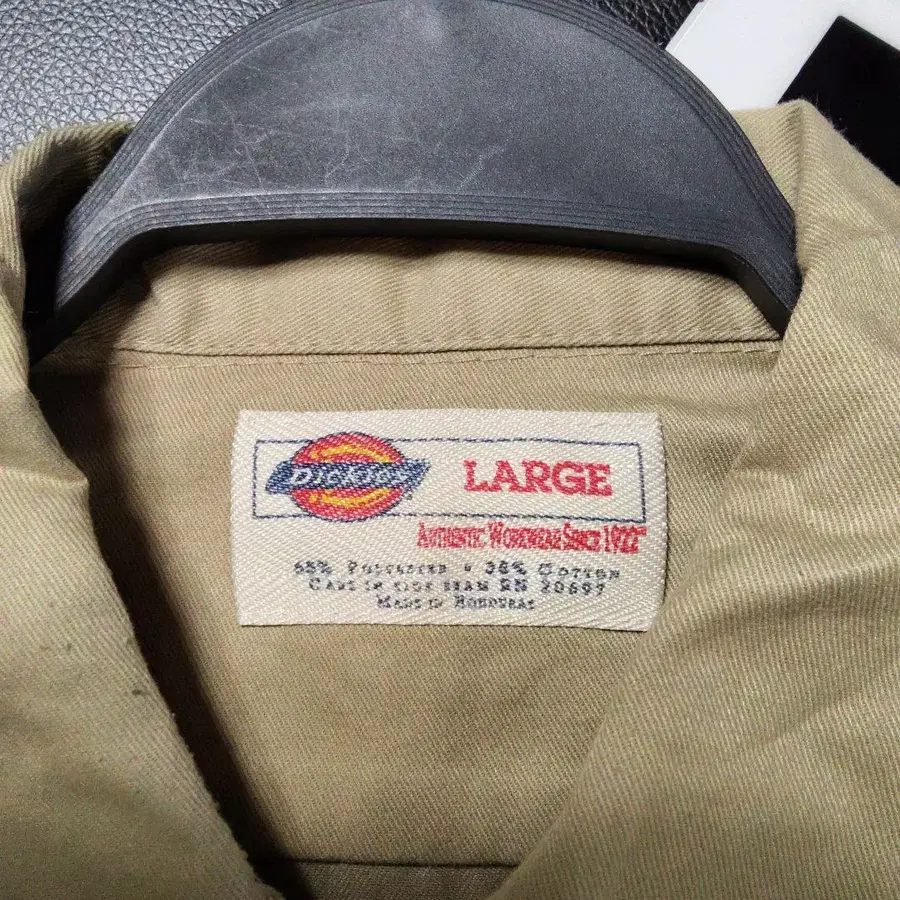 DICKIES
LARGE
AUTHENTIC WORKWEAR SINCE 1922
65% POLYESTER • 35% COTTON
CARE IN SIDE SEAM RN 20697
MADE IN HONDURAS